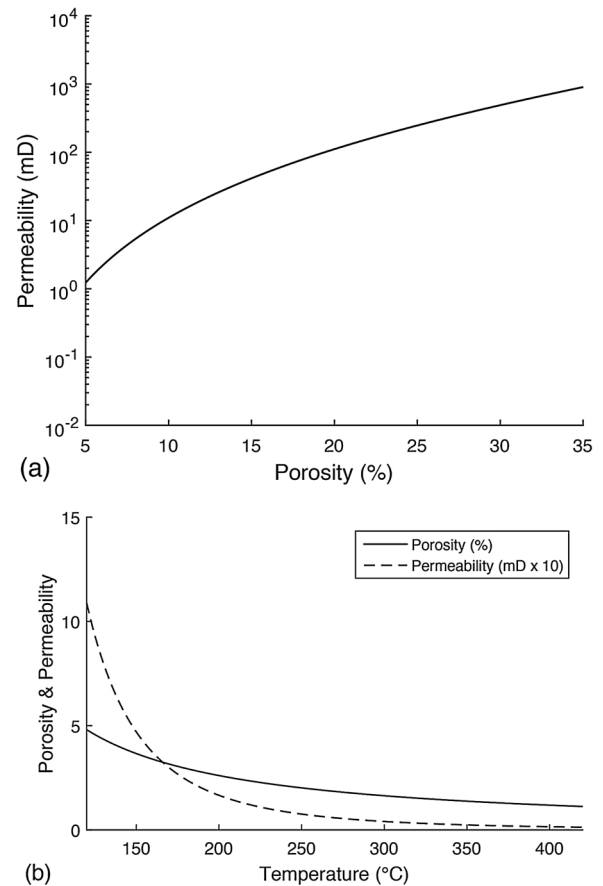 10^4
10^3
10^2
10^1
10^0
10^-1
10^-2
Permeability (mD)
5 10 15 20 25 30 35
Porosity (%)
(a)
15
10
5
0
Porosity & Permeability
Porosity (%)
Permeability (mD x 10)
150 200 250 300 350 400
Temperature (°C)
(b)